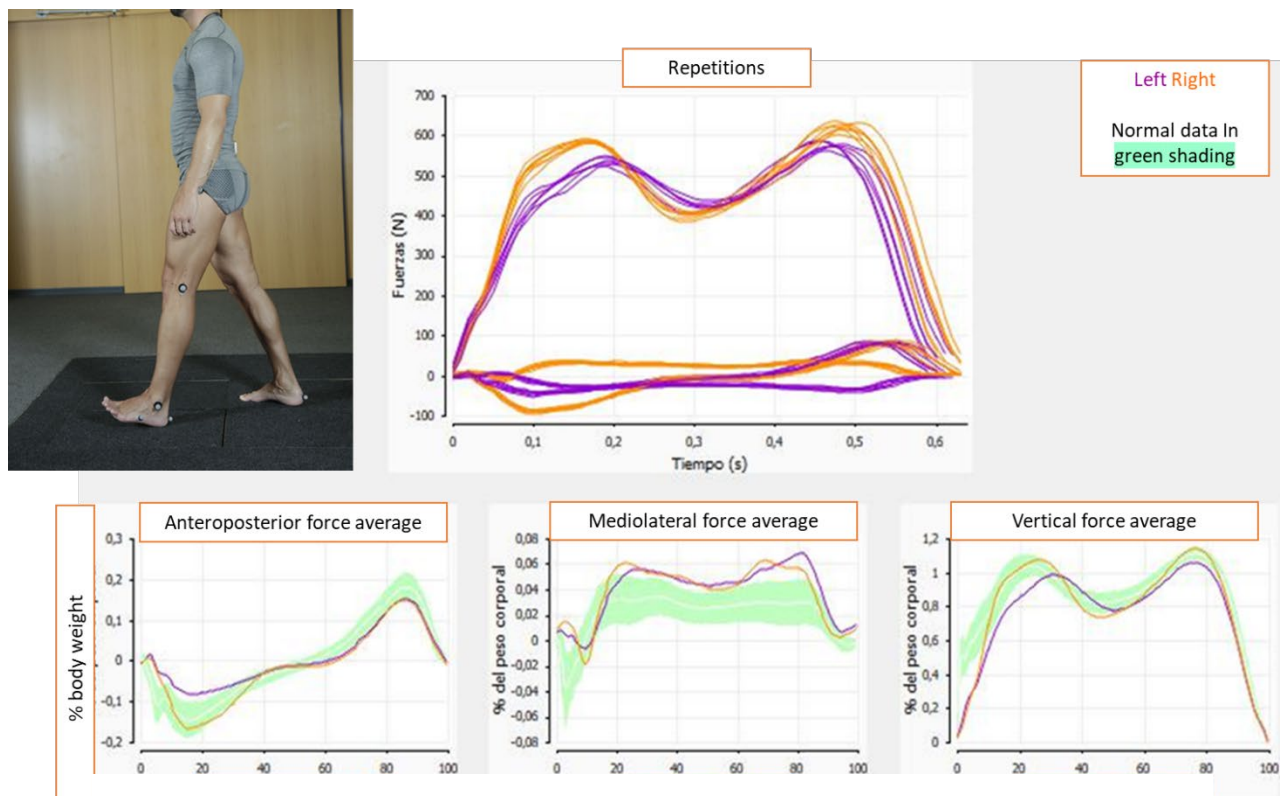 Repetitions
Left Right
Normal data In
green shading
700
600
500
400
300
200
100
0
-100
Fuerzas (N)
0 0,1 0,2 0,3 0,4 0,5 0,6
Tiempo (s)
Anteroposterior force average
% body weight
0,3
0,2
0,1
0
-0,1
-0,2
0 20 40 60 80 100
Mediolateral force average
% del peso corporal
0,08
0,06
0,04
0,02
0
-0,02
-0,04
-0,06
-0,08
0 20 40 60 80 100
Vertical force average
% del peso corporal
1,2
1
0,8
0,6
0,4
0,2
0
0 20 40 60 80 100